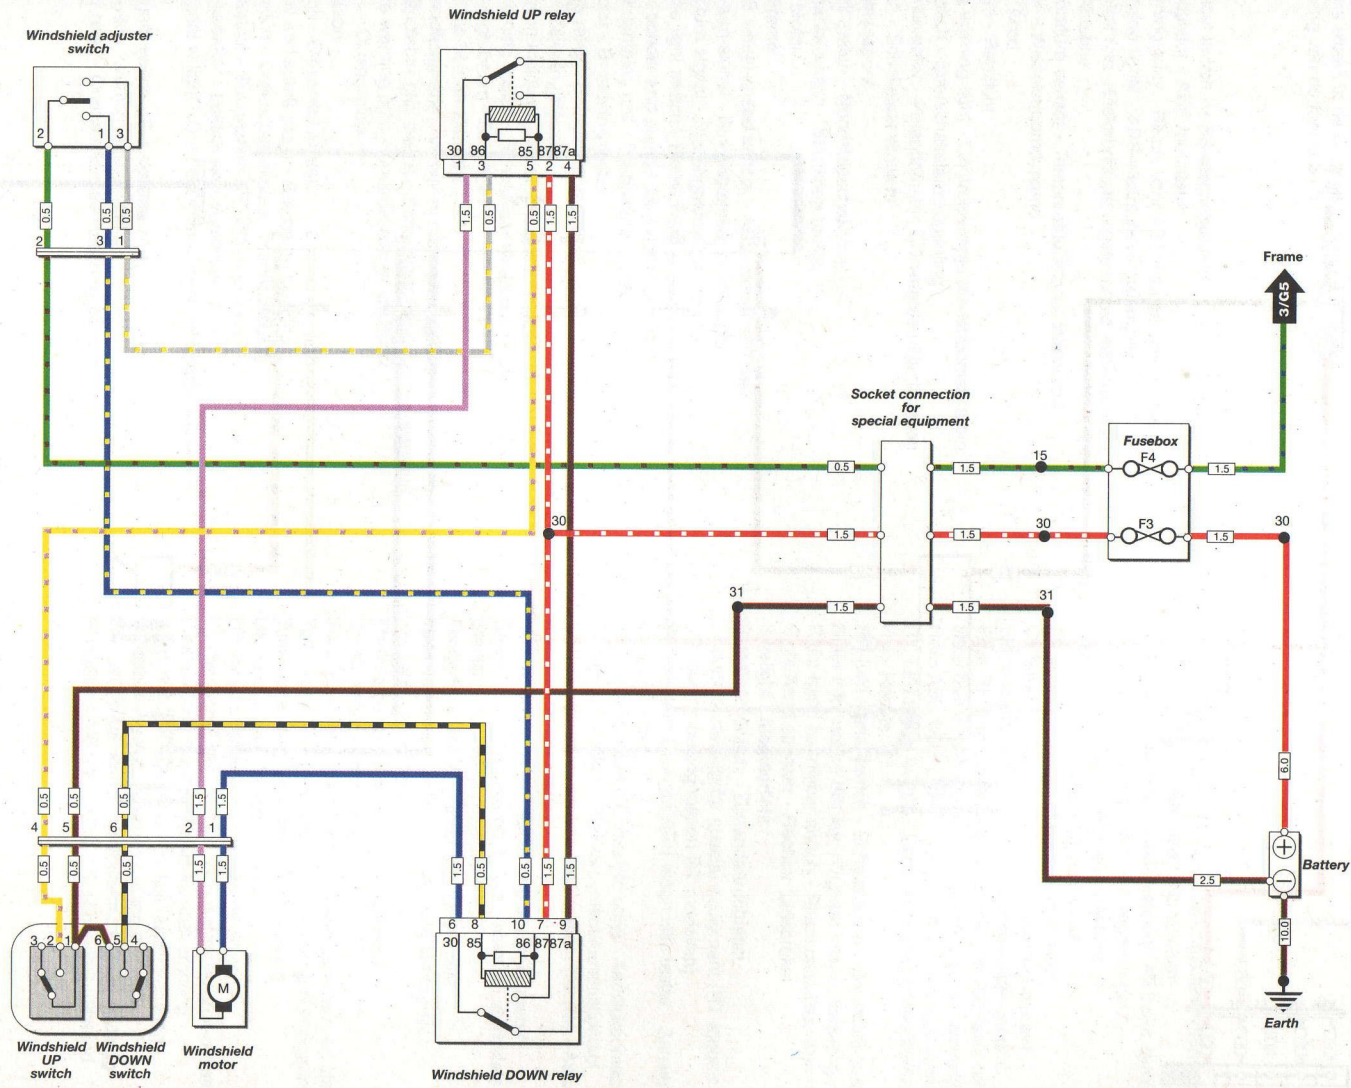 Windshield UP relay
Windshield adjuster
switch
2 1 3
30 86 85 87 87a
1 3 5 2 4
0.5 0.5 0.5
1.5 0.5 0.5 1.5 1.5
2 3 1
Frame
3/G5
Socket connection
for
special equipment
Fusebox
F4
0.5 1.5 15 1.5
30
F3
1.5 1.5 30 1.5 30
31
1.5 1.5 31
6.0
0.5 0.5 0.5 1.5 1.5
4 5 6 2 1
0.5 0.5 0.5 1.5 1.5
1.5 0.5 0.5 1.5 1.5
Battery
+
−
2.5
10.0
6 8 10 7 9
30 85 86 87 87a
3 2 1 6 5 4
M
Earth
Windshield
UP
switch
Windshield
DOWN
switch
Windshield
motor
Windshield DOWN relay